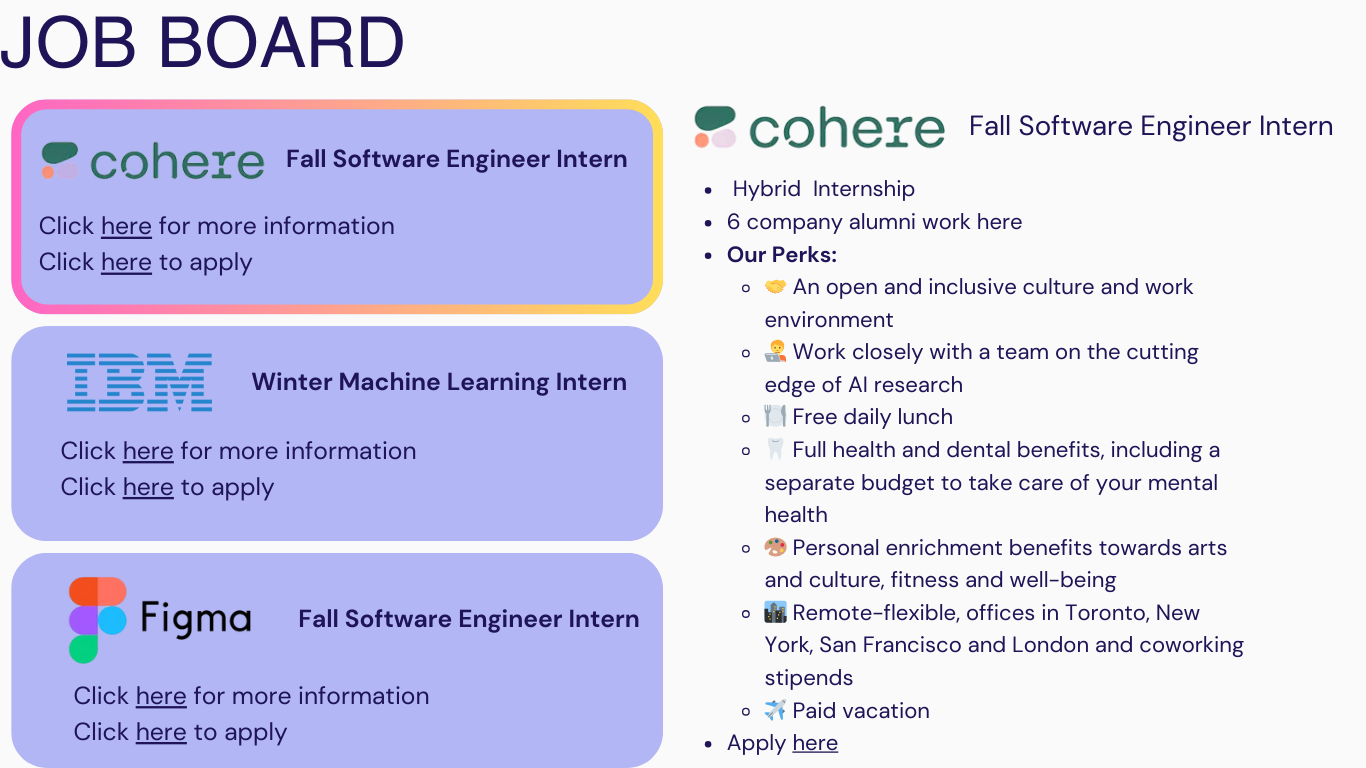 JOB BOARD
cohere Fall Software Engineer Intern
Click here for more information
Click here to apply
IBM Winter Machine Learning Intern
Click here for more information
Click here to apply
Figma Fall Software Engineer Intern
Click here for more information
Click here to apply
cohere Fall Software Engineer Intern
• Hybrid Internship
• 6 company alumni work here
• Our Perks:
◦ 🤝 An open and inclusive culture and work
environment
◦ 🧑‍💻 Work closely with a team on the cutting
edge of AI research
◦ 🍽 Free daily lunch
◦ 🦷 Full health and dental benefits, including a
separate budget to take care of your mental
health
◦ 🎨 Personal enrichment benefits towards arts
and culture, fitness and well-being
◦ 🏙 Remote-flexible, offices in Toronto, New
York, San Francisco and London and coworking
stipends
◦ ✈️ Paid vacation
• Apply here